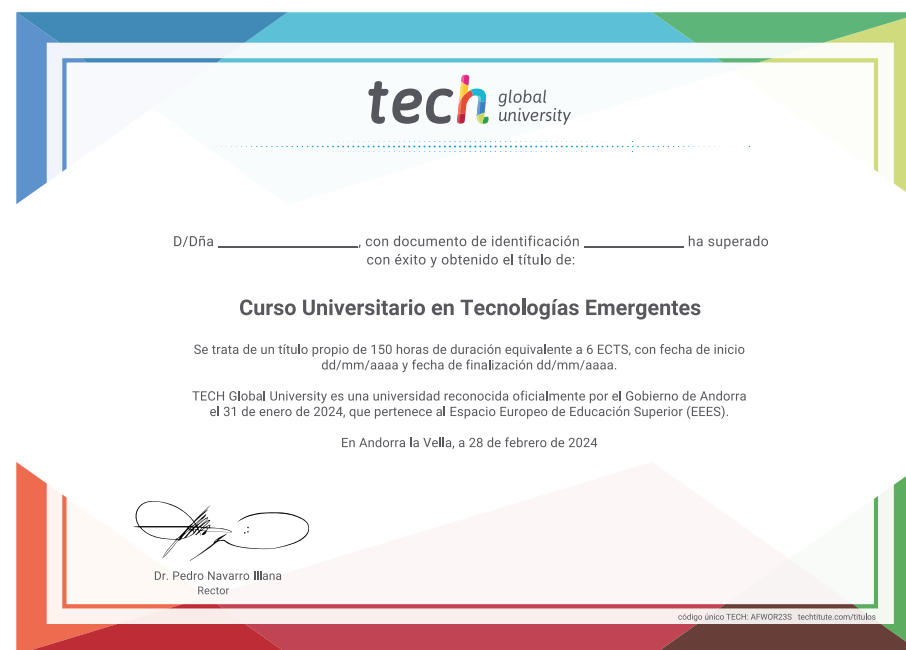 tech global university
D/Dña ________________, con documento de identificación ____________ ha superado
con éxito y obtenido el título de:
Curso Universitario en Tecnologías Emergentes
Se trata de un título propio de 150 horas de duración equivalente a 6 ECTS, con fecha de inicio
dd/mm/aaaa y fecha de finalización dd/mm/aaaa.
TECH Global University es una universidad reconocida oficialmente por el Gobierno de Andorra
el 31 de enero de 2024, que pertenece al Espacio Europeo de Educación Superior (EEES).
En Andorra la Vella, a 28 de febrero de 2024
Dr. Pedro Navarro Illana
Rector
código único TECH: AFWOR23S techtitute.com/titulos